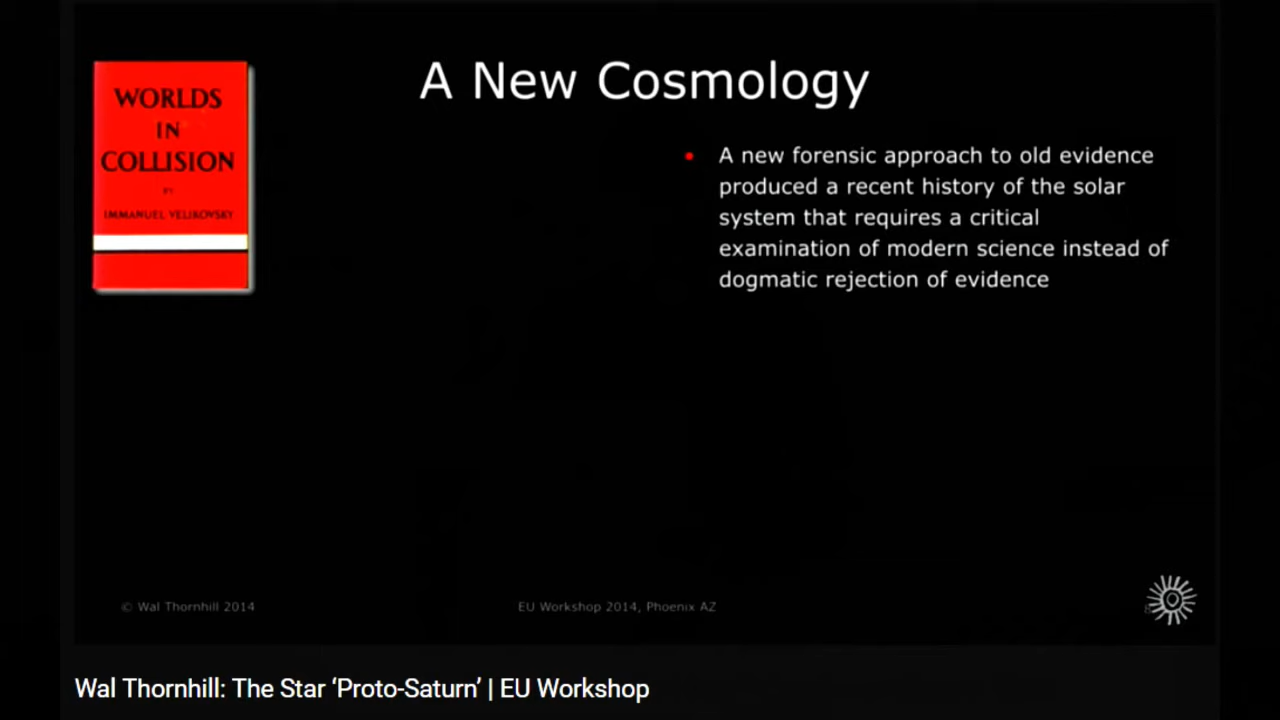 A New Cosmology
WORLDS
IN
COLLISION
BY
IMMANUEL VELIKOVSKY
• A new forensic approach to old evidence
produced a recent history of the solar
system that requires a critical
examination of modern science instead of
dogmatic rejection of evidence
© Wal Thornhill 2014
EU Workshop 2014, Phoenix AZ
Wal Thornhill: The Star ‘Proto-Saturn’ | EU Workshop